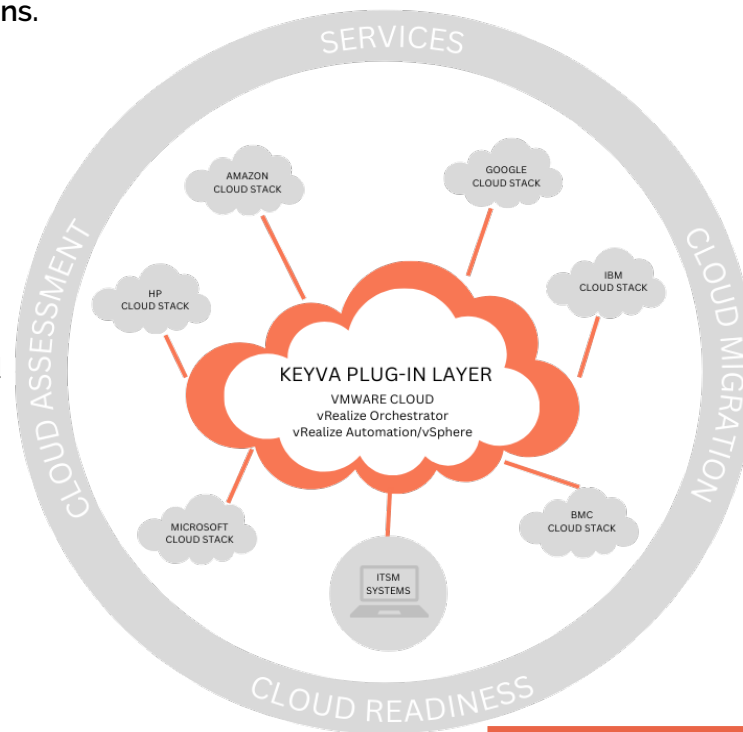 ns.
SERVICES
AMAZON
CLOUD STACK
GOOGLE
CLOUD STACK
HP
CLOUD STACK
IBM
CLOUD STACK
CLOUD ASSESSMENT
CLOUD MIGRATION
KEYVA PLUG-IN LAYER
VMWARE CLOUD
vRealize Orchestrator
vRealize Automation/vSphere
MICROSOFT
CLOUD STACK
BMC
CLOUD STACK
ITSM
SYSTEMS
CLOUD READINESS